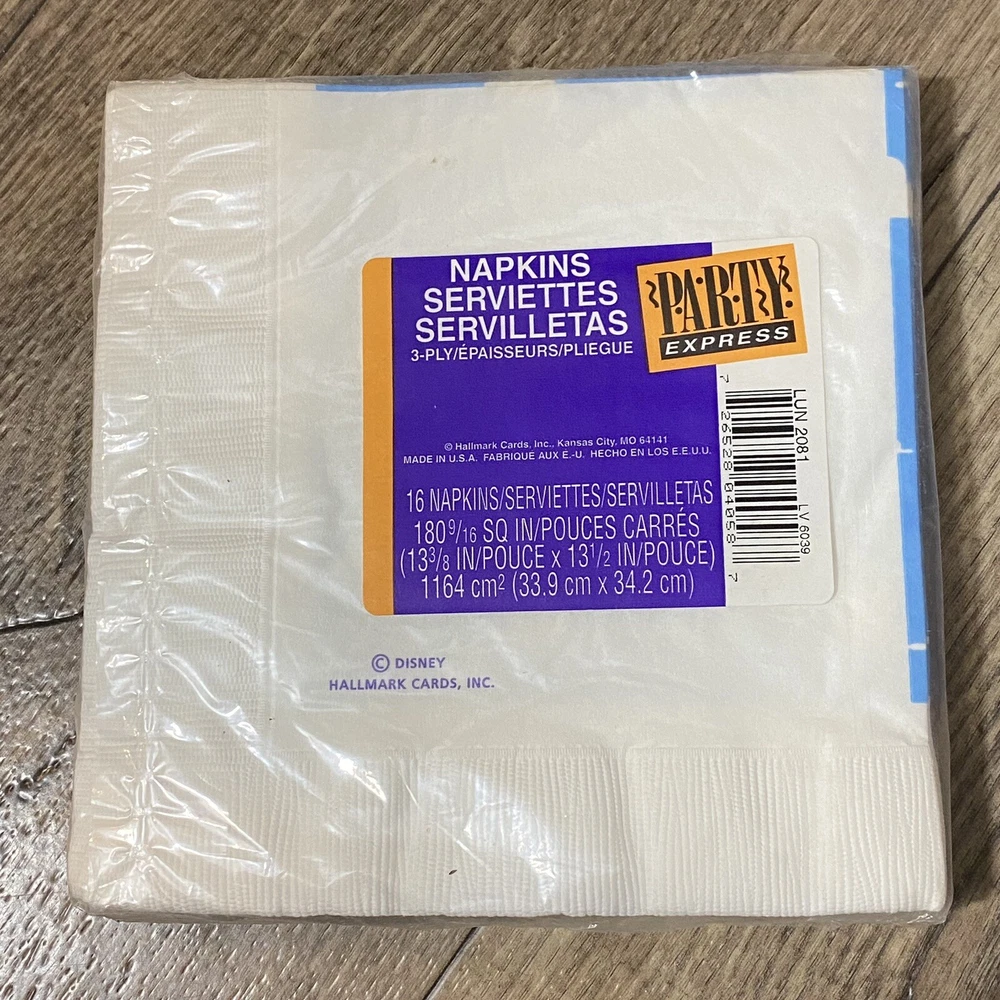 NAPKINS
SERVIETTES
SERVILLETAS
3-PLY/ÉPAISSEURS/PLIEGUE
PARTY
EXPRESS
© Hallmark Cards, Inc., Kansas City, MO 64141
MADE IN U.S.A. FABRIQUE AUX E.-U. HECHO EN LOS E.E.U.U.
16 NAPKINS/SERVIETTES/SERVILLETAS
180 9/16 SQ IN/POUCES CARRÉS
(13 3/8 IN/POUCE x 13 1/2 IN/POUCE)
1164 cm² (33.9 cm x 34.2 cm)
LUN 2081 LV 6039
7 26528 04058 7
© DISNEY
HALLMARK CARDS, INC.